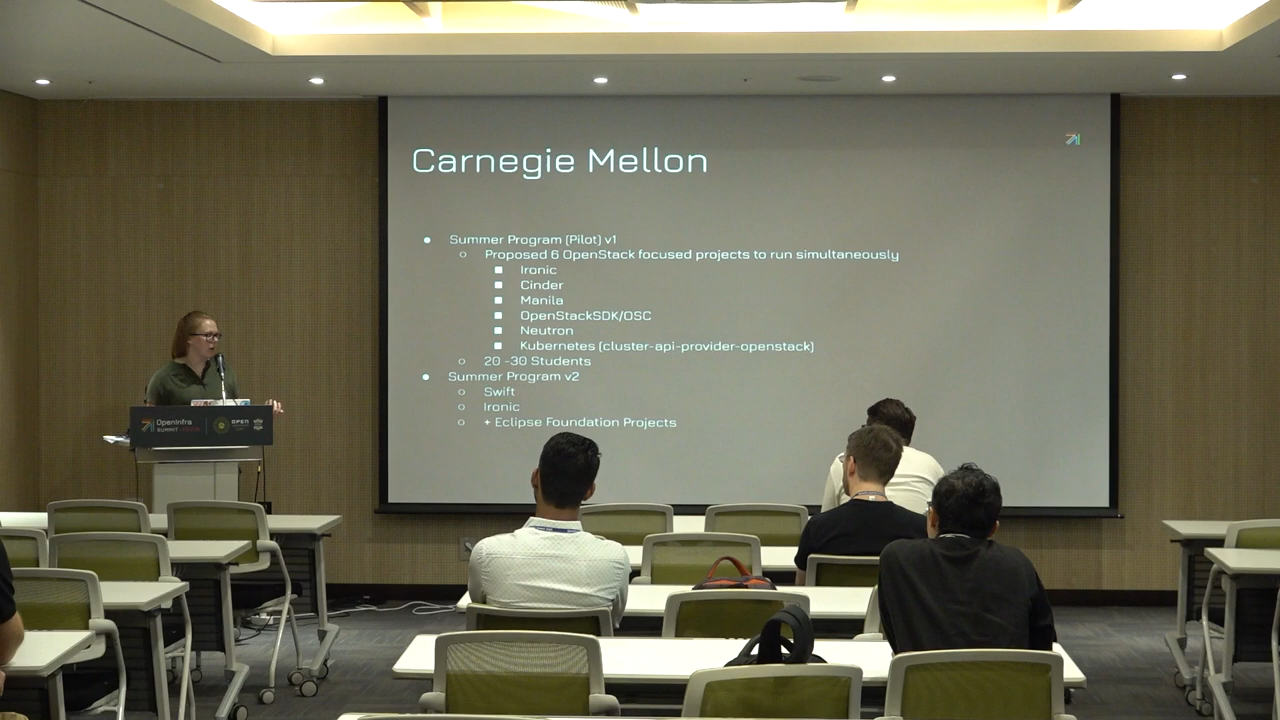 Carnegie Mellon
● Summer Program (Pilot) v1
○ Proposed 6 OpenStack focused projects to run simultaneously
■ Ironic
■ Cinder
■ Manila
■ OpenStackSDK/OSC
■ Neutron
■ Kubernetes (cluster-api-provider-openstack)
○ 20 -30 Students
● Summer Program v2
○ Swift
○ Ironic
○ + Eclipse Foundation Projects
OpenInfra
SUMMIT
OPEN